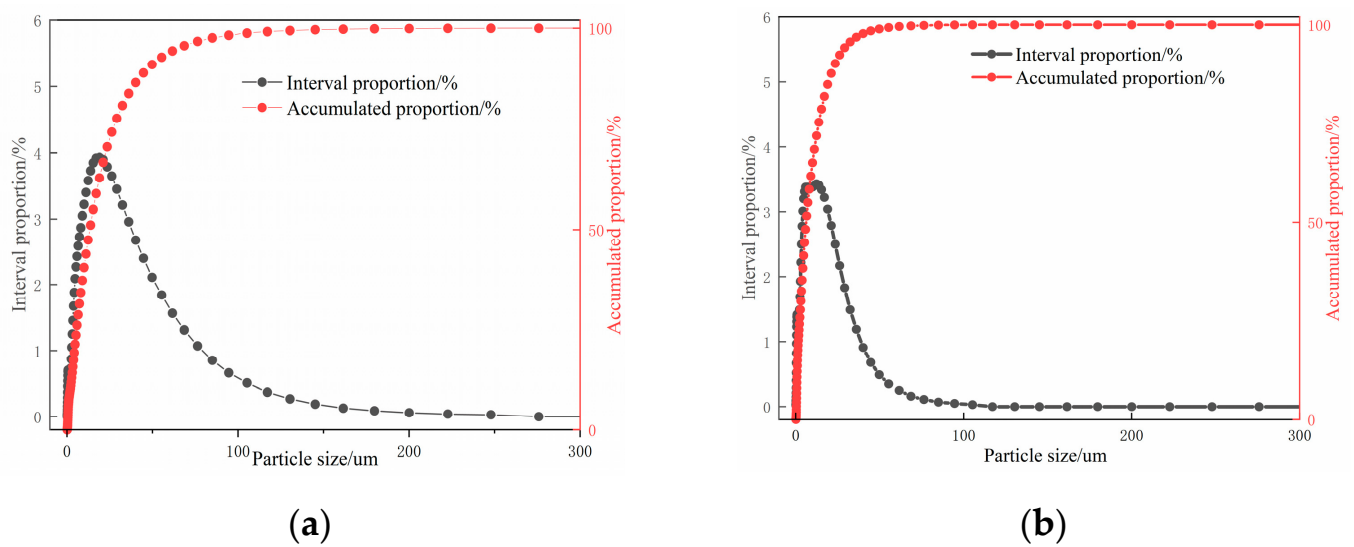 6
5
4
3
2
1
0
Interval proportion/%
100
50
0
Accumulated proportion/%
Interval proportion/%
Accumulated proportion/%
0
100
200
300
Particle size/um
(a)
6
5
4
3
2
1
0
Interval proportion/%
100
50
0
Accumulated proportion/%
Interval proportion/%
Accumulated proportion/%
0
100
200
300
Particle size/um
(b)